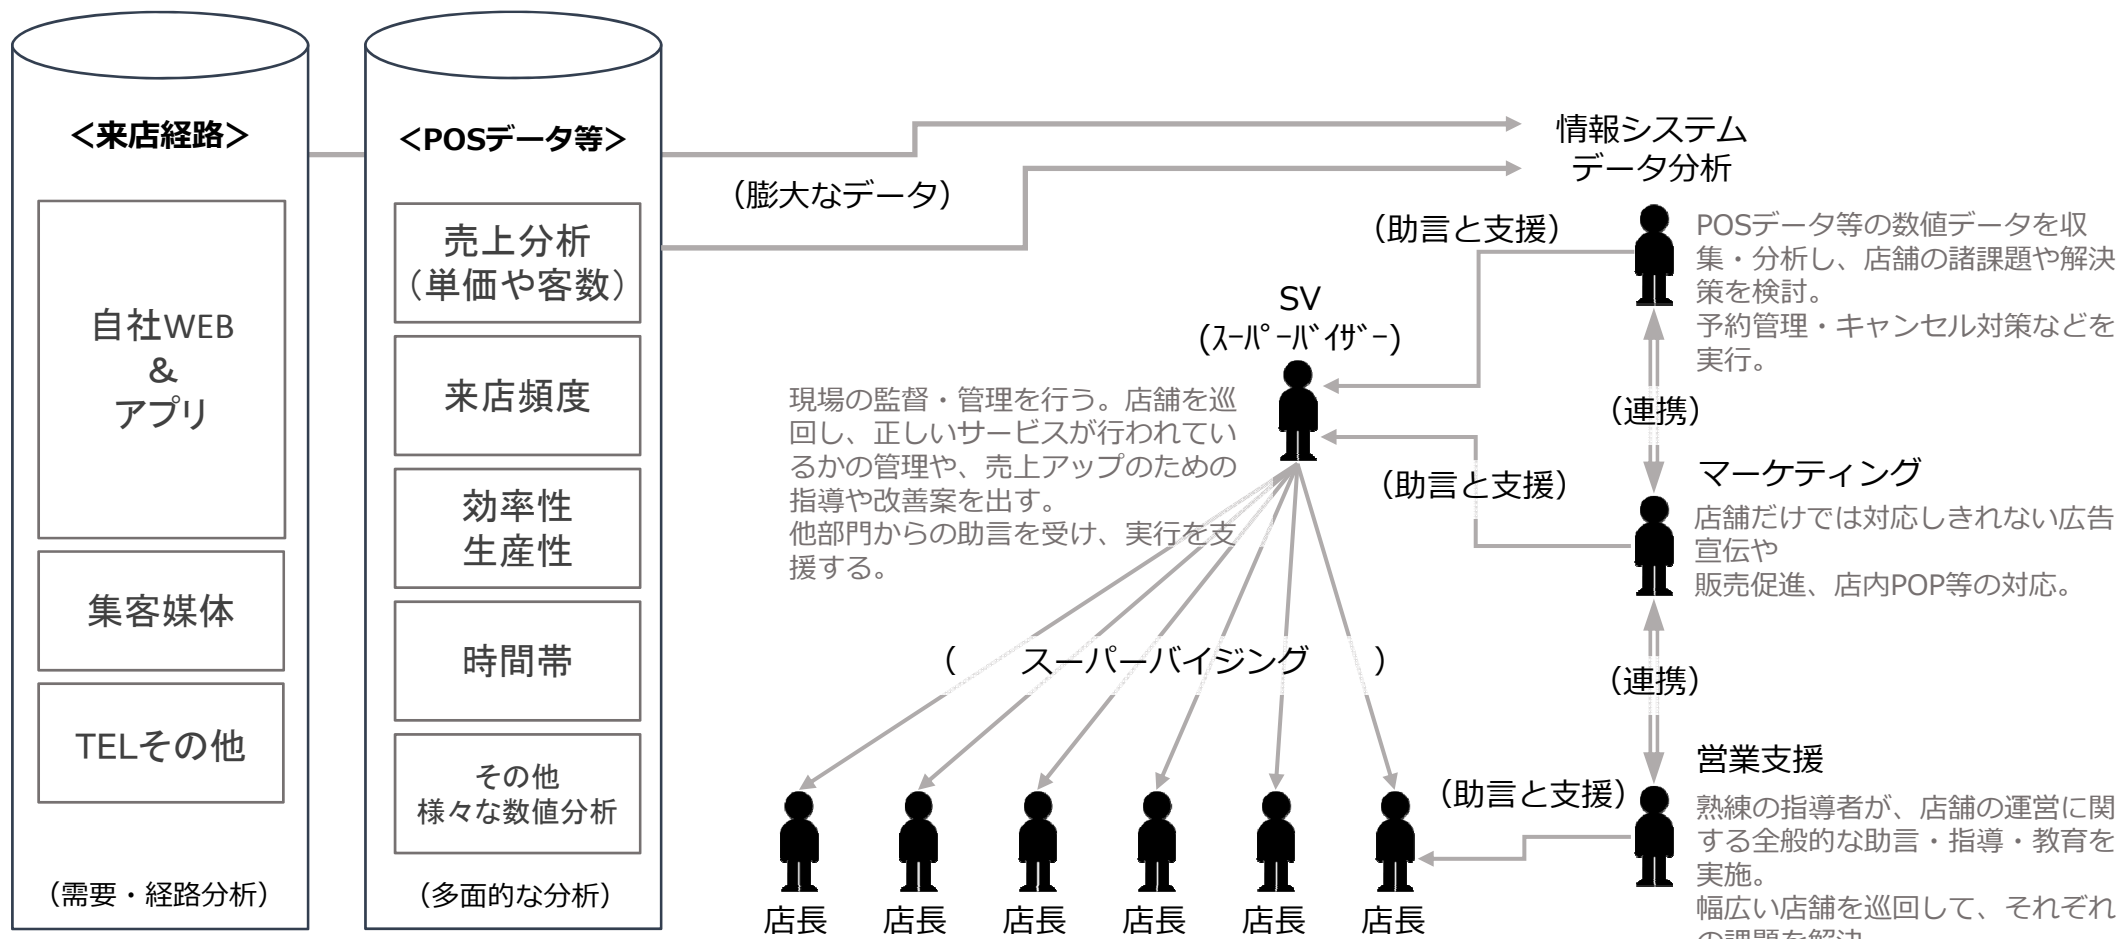 ＜来店経路＞
自社WEB
＆
アプリ
集客媒体
TELその他
（需要・経路分析）
＜POSデータ等＞
売上分析
（単価や客数）
来店頻度
効率性
生産性
時間帯
その他
様々な数値分析
（多面的な分析）
（膨大なデータ）
情報システム
データ分析
POSデータ等の数値データを収
集・分析し、店舗の諸課題や解決
策を検討。
予約管理・キャンセル対策などを
実行。
（助言と支援）
SV
(ｽｰﾊﾟｰﾊﾞｲｻﾞｰ)
現場の監督・管理を行う。店舗を巡
回し、正しいサービスが行われてい
るかの管理や、売上アップのための
指導や改善案を出す。
他部門からの助言を受け、実行を支
援する。
（連携）
（助言と支援）
マーケティング
店舗だけでは対応しきれない広告
宣伝や
販売促進、店内POP等の対応。
（　スーパーバイジング　）
（連携）
営業支援
（助言と支援）
熟練の指導者が、店舗の運営に関
する全般的な助言・指導・教育を
実施。
幅広い店舗を巡回して、それぞれ
の課題を解決
店長 店長 店長 店長 店長 店長